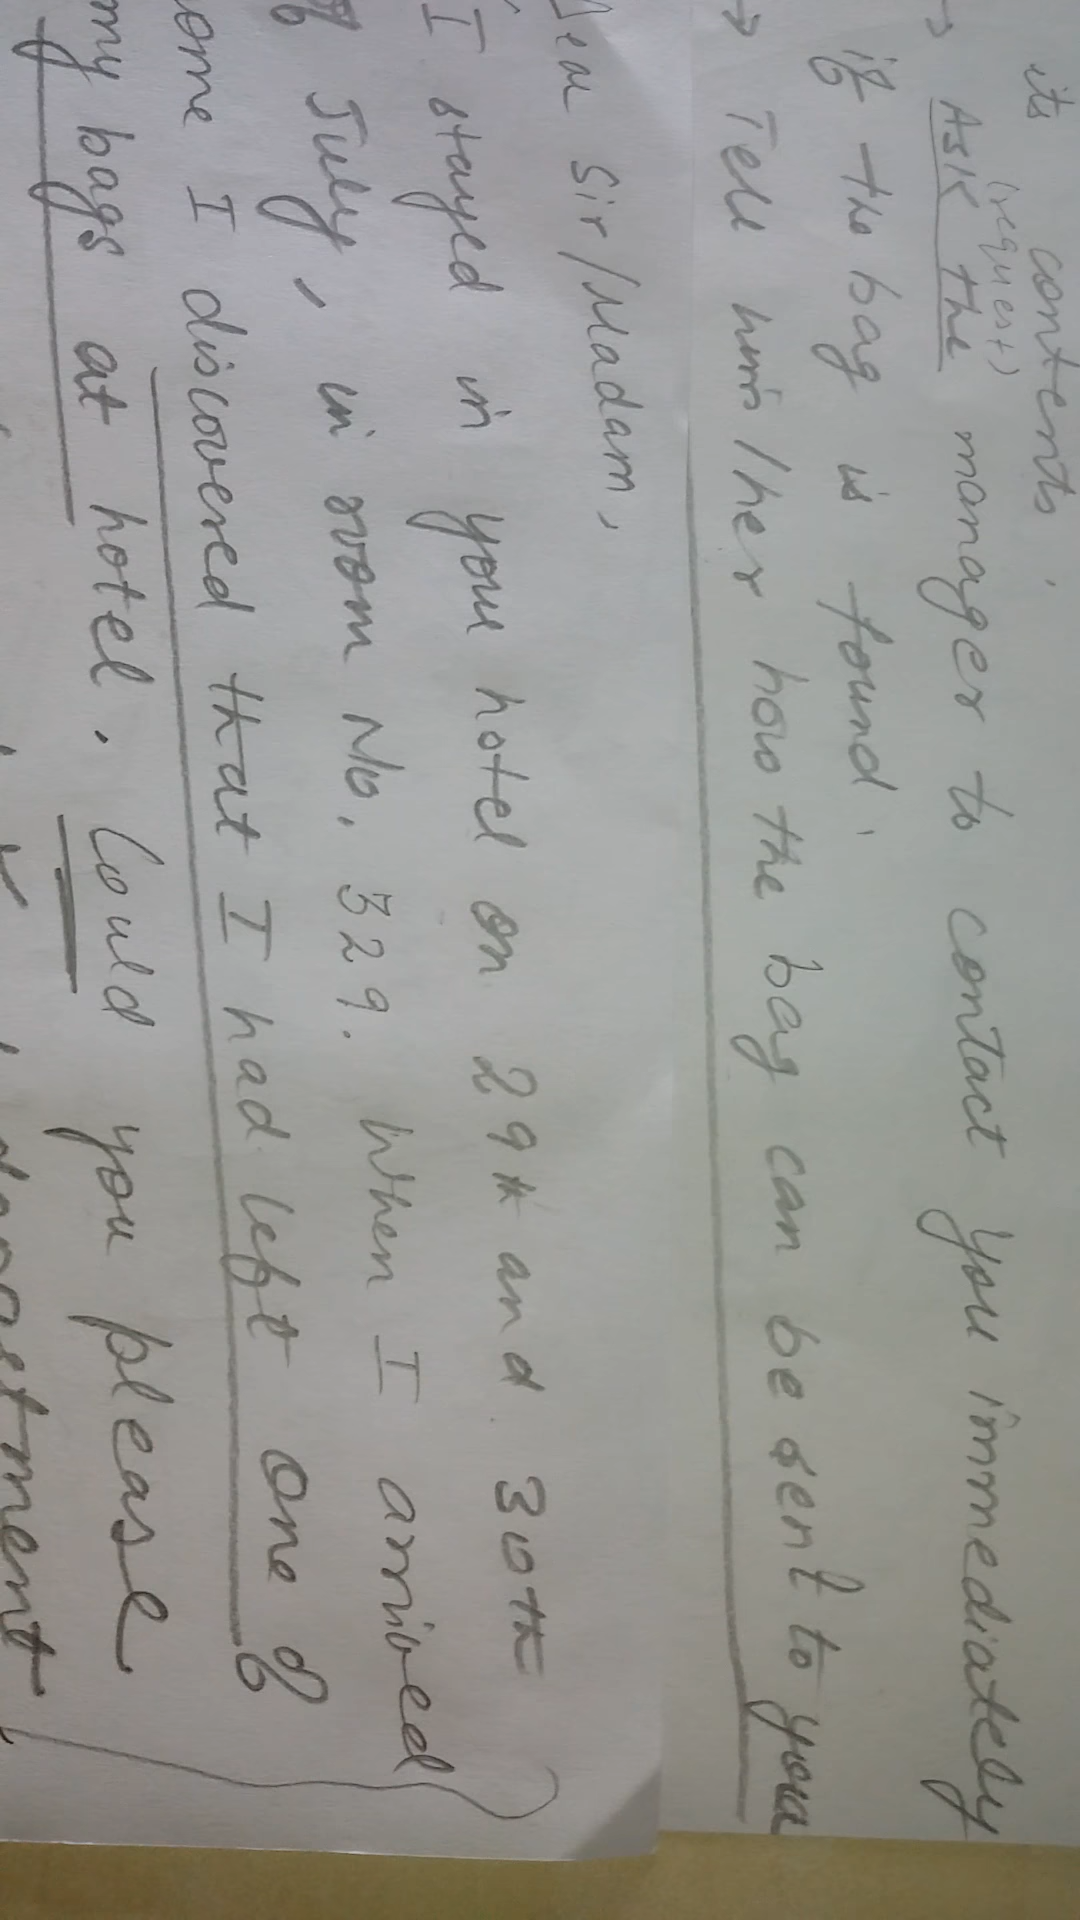 its contents.
(request)
→ Ask the manager to contact you immediately
if the bag is found.
→ Tell him/her how the bag can be sent to you
Dear Sir/Madam,
I stayed in your hotel on 29th and 30th
of July, in room No. 329. When I arrived
home I discovered that I had left one of
my bags at hotel. Could you please
department,